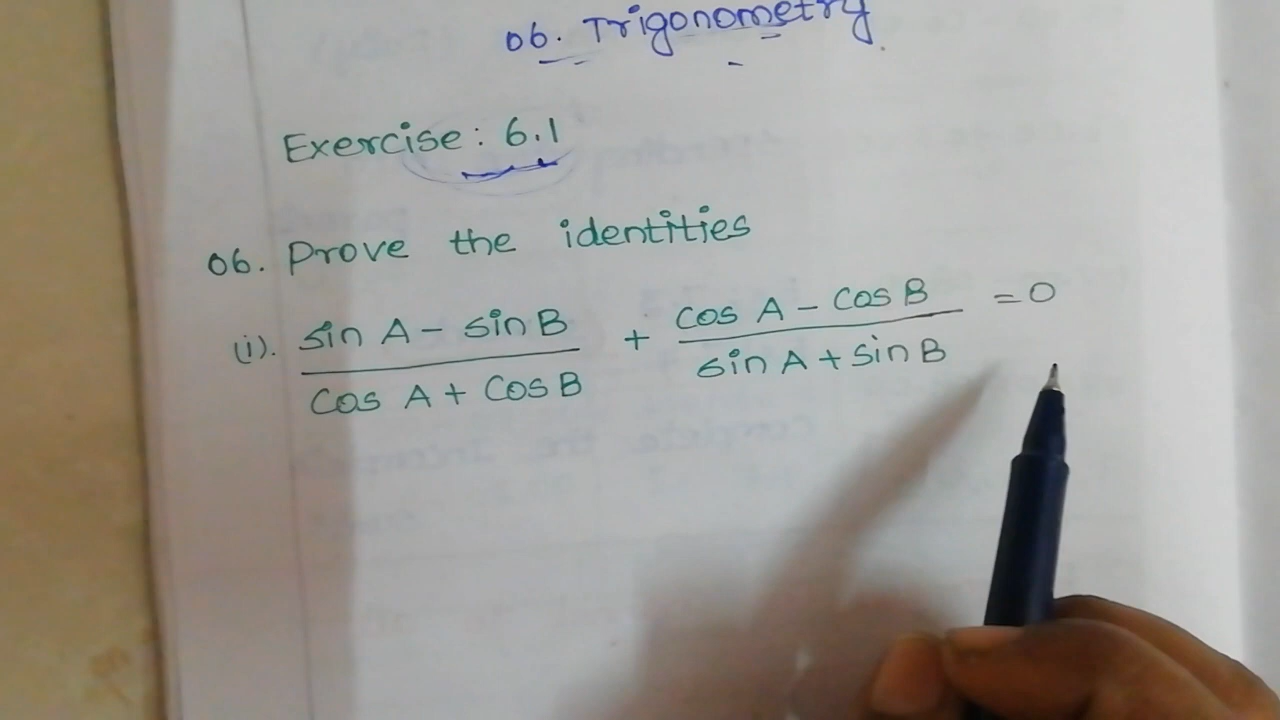 06. Trigonometry
Exercise: 6.1
06. Prove the identities
(i). sin A - sin B / cos A + cos B + cos A - cos B / sin A + sin B = 0